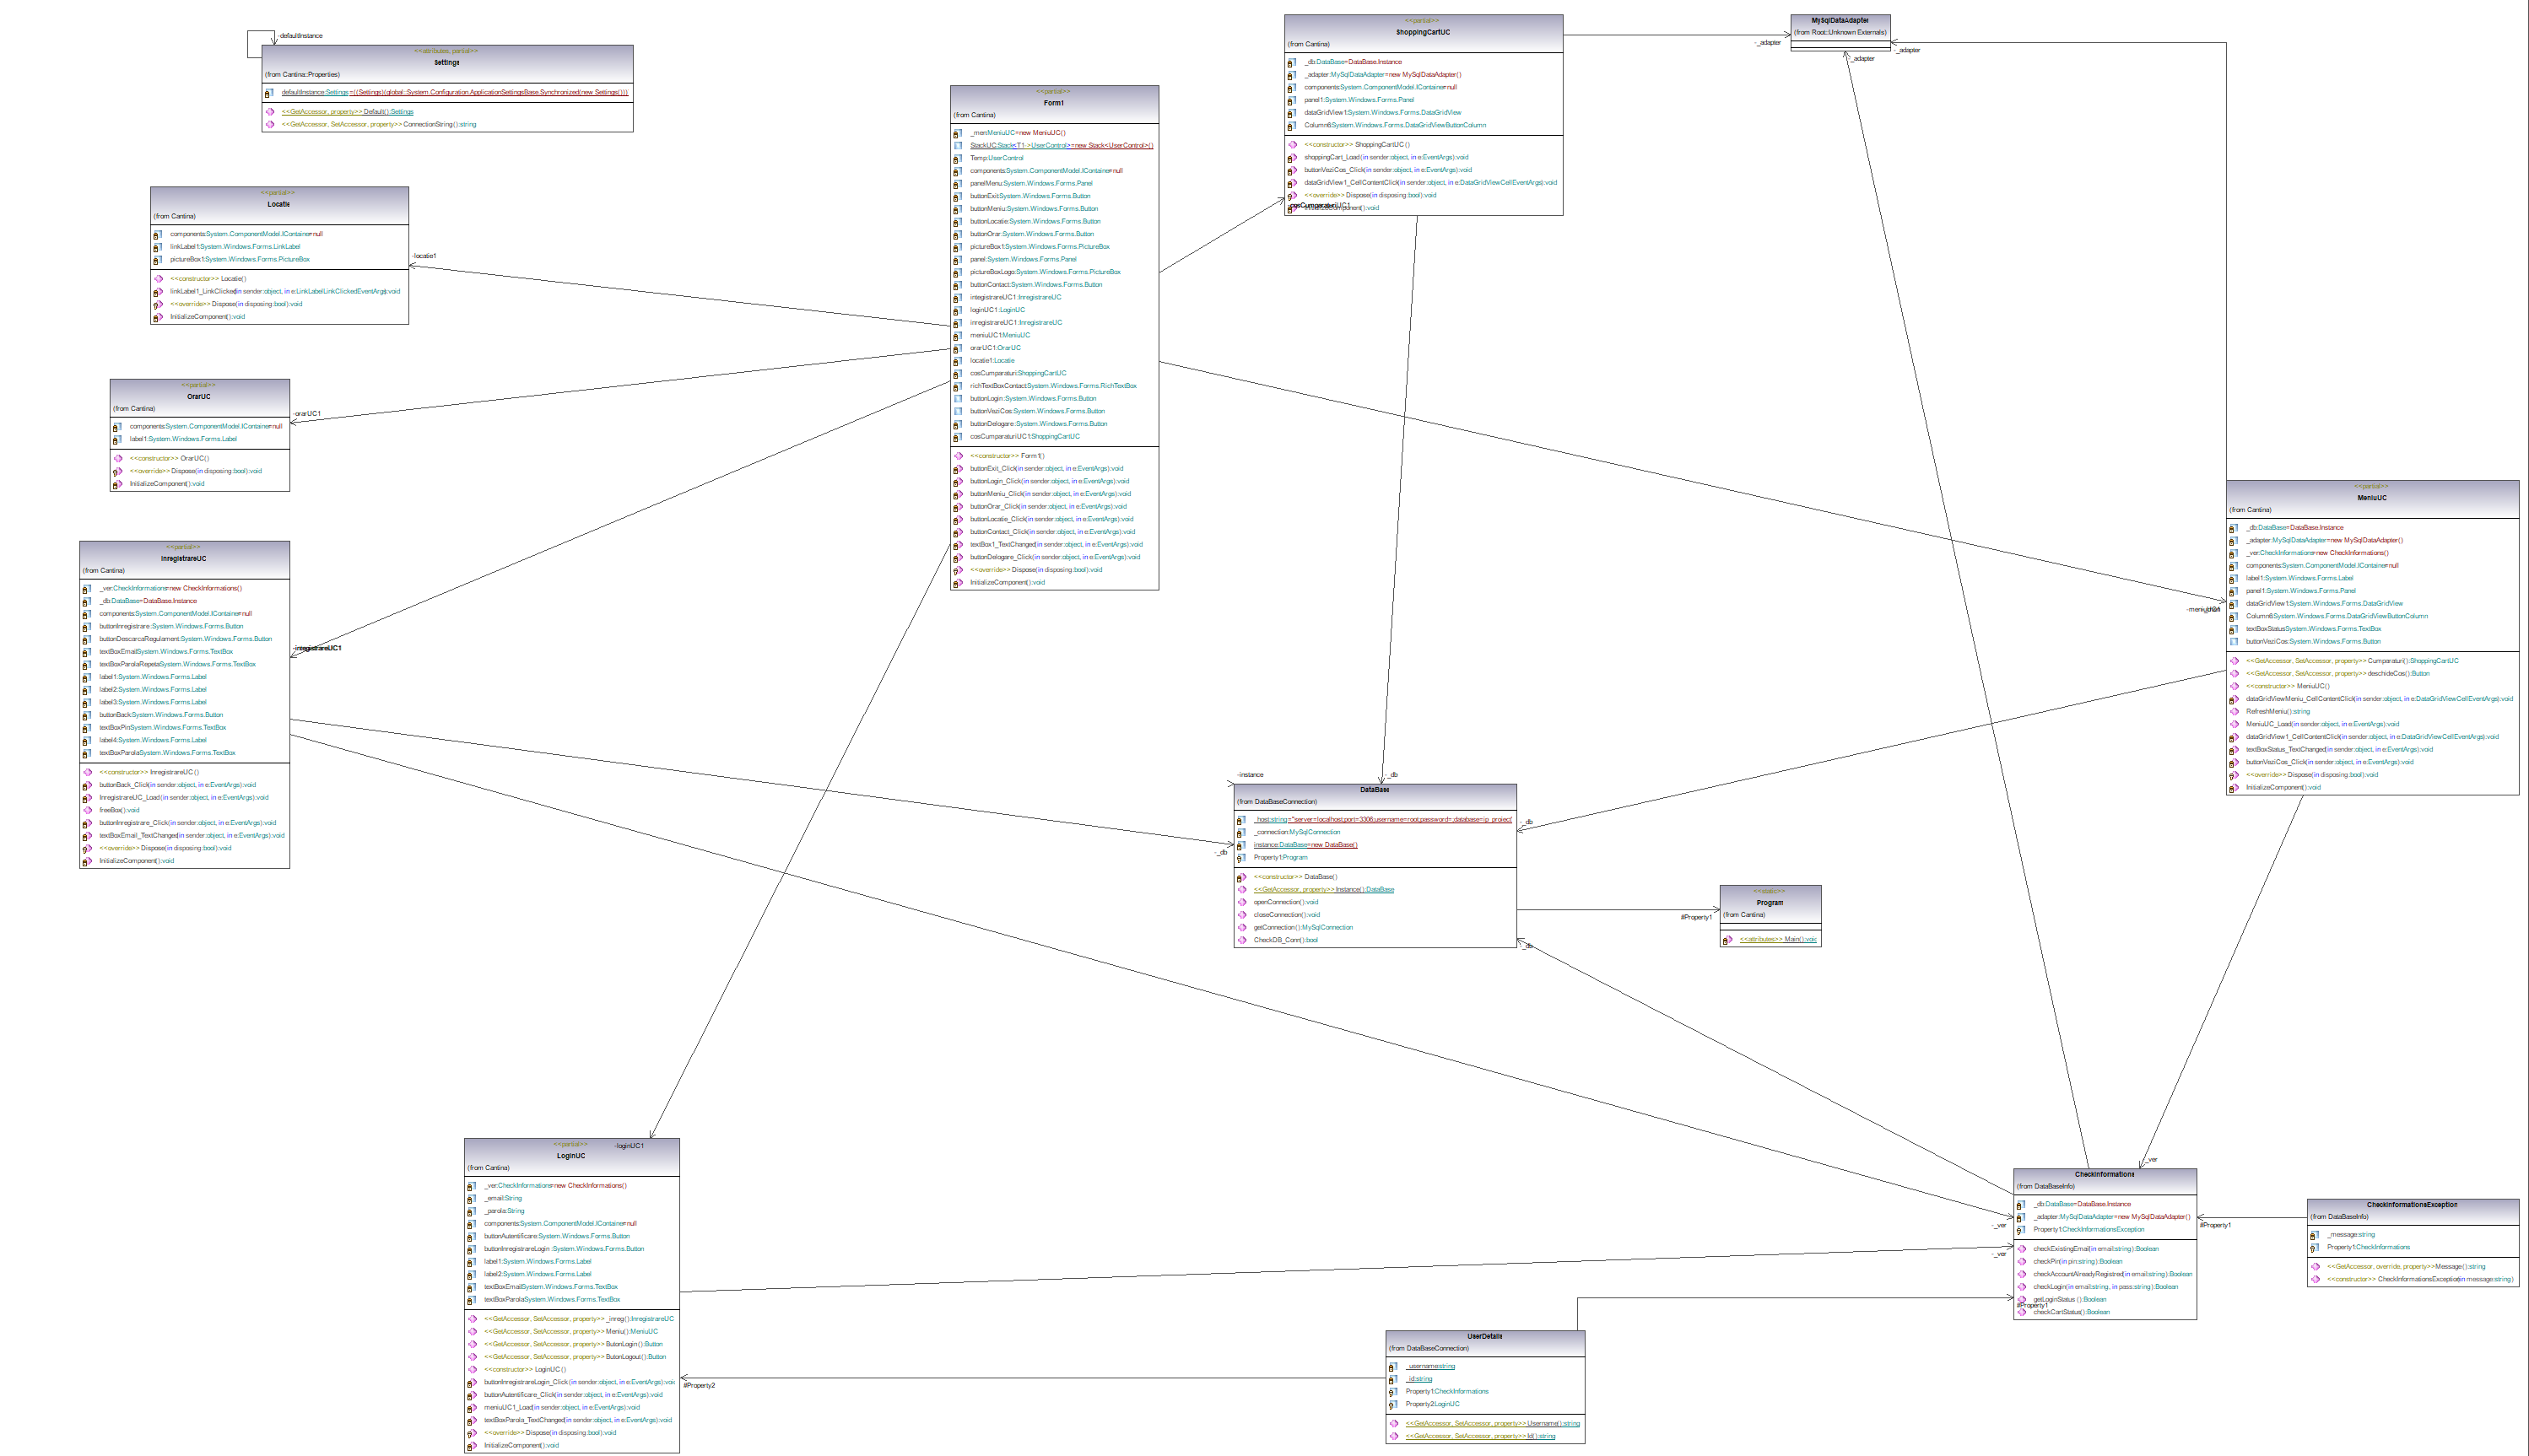 -defaultInstance
<<attributes, partial>>
Settings
(from Cantina::Properties)
defaultInstance:Settings=((Settings)(global::System.Configuration.ApplicationSettingsBase.Synchronized(new Settings())))
<<GetAccessor, property>> Default():Settings
<<GetAccessor, SetAccessor, property>> ConnectionString():string
<<partial>>
Locatie
(from Cantina)
components:System.ComponentModel.IContainer=null
linkLabel1:System.Windows.Forms.LinkLabel
pictureBox1:System.Windows.Forms.PictureBox
<<constructor>> Locatie()
linkLabel1_LinkClicked(in sender:object, in e:LinkLabelLinkClickedEventArgs):void
<<override>> Dispose(in disposing:bool):void
InitializeComponent():void
-locatie1
<<partial>>
OrarUC
(from Cantina)
components:System.ComponentModel.IContainer=null
label1:System.Windows.Forms.Label
<<constructor>> OrarUC()
<<override>> Dispose(in disposing:bool):void
InitializeComponent():void
-orarUC1
<<partial>>
InregistrareUC
(from Cantina)
_ver:CheckInformations=new CheckInformations()
_db:DataBase=DataBase.Instance
components:System.ComponentModel.IContainer=null
buttonInregistrare:System.Windows.Forms.Button
buttonDescarcaRegulament:System.Windows.Forms.Button
textBoxEmail:System.Windows.Forms.TextBox
textBoxParolaRepeta:System.Windows.Forms.TextBox
label1:System.Windows.Forms.Label
label2:System.Windows.Forms.Label
label3:System.Windows.Forms.Label
buttonBack:System.Windows.Forms.Button
textBoxPin:System.Windows.Forms.TextBox
label4:System.Windows.Forms.Label
textBoxParola:System.Windows.Forms.TextBox
<<constructor>> InregistrareUC()
buttonBack_Click(in sender:object, in e:EventArgs):void
InregistrareUC_Load(in sender:object, in e:EventArgs):void
freeBox():void
buttonInregistrare_Click(in sender:object, in e:EventArgs):void
textBoxEmail_TextChanged(in sender:object, in e:EventArgs):void
<<override>> Dispose(in disposing:bool):void
InitializeComponent():void
<<partial>>
Form1
(from Cantina)
_men:MeniuUC=new MeniuUC()
StackUC:Stack<T1->UserControl>=new Stack<UserControl>()
Temp:UserControl
components:System.ComponentModel.IContainer=null
panelMenu:System.Windows.Forms.Panel
buttonExit:System.Windows.Forms.Button
buttonMeniu:System.Windows.Forms.Button
buttonLocatie:System.Windows.Forms.Button
buttonOrar:System.Windows.Forms.Button
pictureBox1:System.Windows.Forms.PictureBox
panel:System.Windows.Forms.Panel
pictureBoxLogo:System.Windows.Forms.PictureBox
buttonContact:System.Windows.Forms.Button
integistrareUC1:InregistrareUC
loginUC1:LoginUC
inregistrareUC1:InregistrareUC
meniuUC1:MeniuUC
orarUC1:OrarUC
locatie1:Locatie
cosCumparaturi:ShoppingCartUC
richTextBoxContact:System.Windows.Forms.RichTextBox
buttonLogin:System.Windows.Forms.Button
buttonVeziCos:System.Windows.Forms.Button
buttonDelogare:System.Windows.Forms.Button
cosCumparaturiUC1:ShoppingCartUC
<<constructor>> Form1()
buttonExit_Click(in sender:object, in e:EventArgs):void
buttonLogin_Click(in sender:object, in e:EventArgs):void
buttonMeniu_Click(in sender:object, in e:EventArgs):void
buttonOrar_Click(in sender:object, in e:EventArgs):void
buttonLocatie_Click(in sender:object, in e:EventArgs):void
buttonContact_Click(in sender:object, in e:EventArgs):void
textBox1_TextChanged(in sender:object, in e:EventArgs):void
buttonDelogare_Click(in sender:object, in e:EventArgs):void
<<override>> Dispose(in disposing:bool):void
InitializeComponent():void
<<partial>>
ShoppingCartUC
(from Cantina)
_db:DataBase=DataBase.Instance
_adapter:MySqlDataAdapter=new MySqlDataAdapter()
components:System.ComponentModel.IContainer=null
panel1:System.Windows.Forms.Panel
dataGridView1:System.Windows.Forms.DataGridView
Column6:System.Windows.Forms.DataGridViewButtonColumn
<<constructor>> ShoppingCartUC()
shoppingCart_Load(in sender:object, in e:EventArgs):void
buttonVeziCos_Click(in sender:object, in e:EventArgs):void
dataGridView1_CellContentClick(in sender:object, in e:DataGridViewCellEventArgs):void
<<override>> Dispose(in disposing:bool):void
MySqlDataAdapter
(from Root::Unknown Externals)
-_adapter
-_adapter
-_adapter
<<partial>>
MeniuUC
(from Cantina)
_db:DataBase=DataBase.Instance
_adapter:MySqlDataAdapter=new MySqlDataAdapter()
_ver:CheckInformations=new CheckInformations()
components:System.ComponentModel.IContainer=null
label1:System.Windows.Forms.Label
panel1:System.Windows.Forms.Panel
dataGridView1:System.Windows.Forms.DataGridView
Column6:System.Windows.Forms.DataGridViewButtonColumn
textBoxStatus:System.Windows.Forms.TextBox
buttonVeziCos:System.Windows.Forms.Button
<<GetAccessor, SetAccessor, property>> Cumparaturi():ShoppingCartUC
<<GetAccessor, SetAccessor, property>> deschideCos():Button
<<constructor>> MeniuUC()
dataGridViewMeniu_CellContentClick(in sender:object, in e:DataGridViewCellEventArgs):void
RefreshMeniu():string
MeniuUC_Load(in sender:object, in e:EventArgs):void
dataGridView1_CellContentClick(in sender:object, in e:DataGridViewCellEventArgs):void
textBoxStatus_TextChanged(in sender:object, in e:EventArgs):void
buttonVeziCos_Click(in sender:object, in e:EventArgs):void
<<override>> Dispose(in disposing:bool):void
InitializeComponent():void
-instance
-_db
-_db
-_db
-_db
DataBase
(from DataBaseConnection)
_host:string="server=localhost;port=3306;username=root;password=;database=ip_proiect(
_connection:MySqlConnection
instance:DataBase=new DataBase()
Property1:Program
<<constructor>> DataBase()
<<GetAccessor, property>> Instance():DataBase
openConnection():void
closeConnection():void
getConnection():MySqlConnection
CheckDB_Conn():bool
#Property1
<<static>>
Program
(from Cantina)
<<attributes>> Main():voic
<<partial>>
-loginUC1
LoginUC
(from Cantina)
_ver:CheckInformations=new CheckInformations()
_email:String
_parola:String
components:System.ComponentModel.IContainer=null
buttonAutentificare:System.Windows.Forms.Button
buttonInregistrareLogin:System.Windows.Forms.Button
label1:System.Windows.Forms.Label
label2:System.Windows.Forms.Label
textBoxEmail:System.Windows.Forms.TextBox
textBoxParola:System.Windows.Forms.TextBox
<<GetAccessor, SetAccessor, property>> _inreg():InregistrareUC
<<GetAccessor, SetAccessor, property>> Meniu():MeniuUC
<<GetAccessor, SetAccessor, property>> ButonLogin():Button
<<GetAccessor, SetAccessor, property>> ButonLogout():Button
<<constructor>> LoginUC()
buttonInregistrareLogin_Click(in sender:object, in e:EventArgs):voic
buttonAutentificare_Click(in sender:object, in e:EventArgs):void
meniuUC1_Load(in sender:object, in e:EventArgs):void
textBoxParola_TextChanged(in sender:object, in e:EventArgs):void
<<override>> Dispose(in disposing:bool):void
InitializeComponent():void
#Property2
-_ver
-_ver
-_ver
CheckInformations
(from DataBaseInfo)
_db:DataBase=DataBase.Instance
_adapter:MySqlDataAdapter=new MySqlDataAdapter()
Property1:CheckInformationsException
checkExistingEmail(in email:string):Boolean
checkPin(in pin:string):Boolean
checkAccountAlreadyRegistred(in email:string):Boolean
checkLogin(in email:string, in pass:string):Boolean
getLoginStatus():Boolean
#Property1
checkCartStatus():Boolean
#Property1
CheckInformationsException
(from DataBaseInfo)
_message:string
Property1:CheckInformations
<<GetAccessor, override, property>> Message():string
<<constructor>> CheckInformationsException(in message:string)
UserDetails
(from DataBaseConnection)
_username:string
_id:string
Property1:CheckInformations
Property2:LoginUC
<<GetAccessor, SetAccessor, property>> Username():string
<<GetAccessor, SetAccessor, property>> Id():string